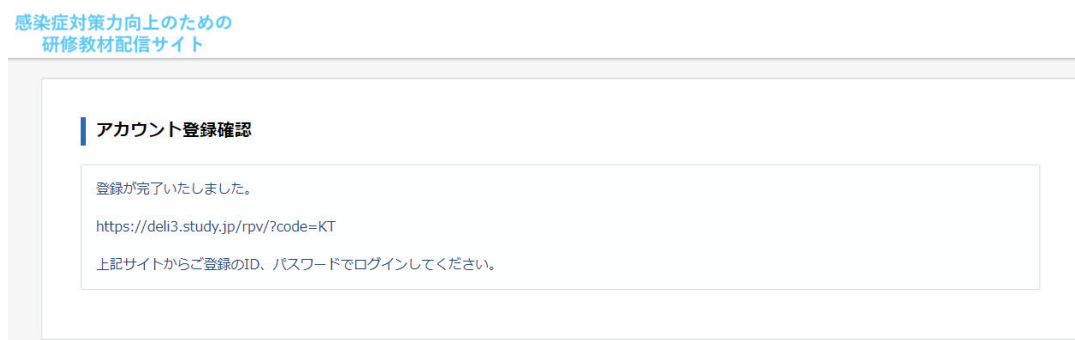 感染症対策力向上のための
研修教材配信サイト
アカウント登録確認
登録が完了いたしました。
https://deli3.study.jp/rpv/?code=KT
上記サイトからご登録のID、パスワードでログインしてください。